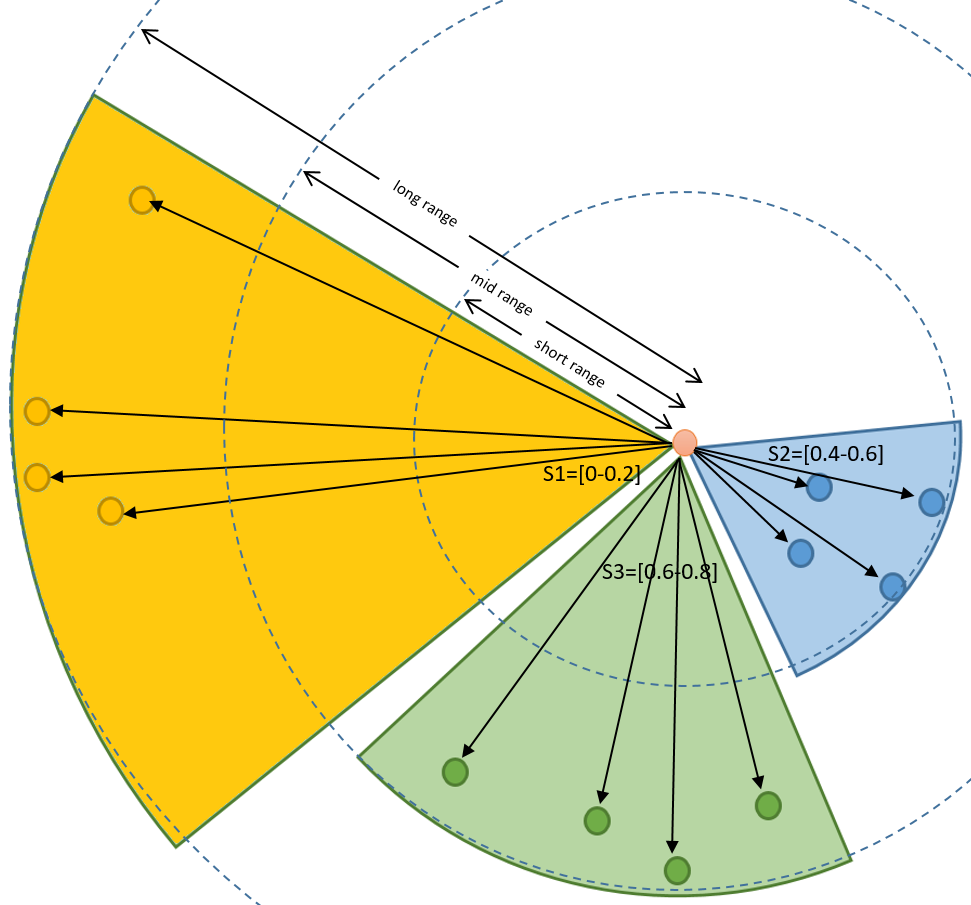 long range
mid range
short range
S2=[0.4-0.6]
S1=[0-0.2]
S3=[0.6-0.8]